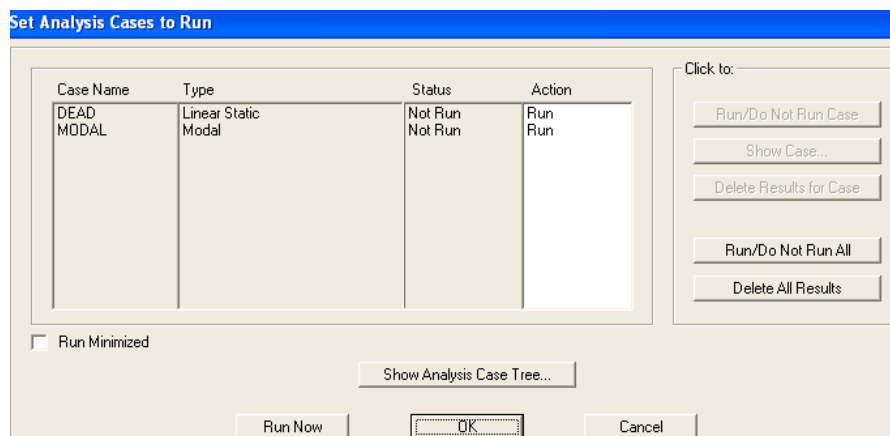 Set Analysis Cases to Run
Click to:
Case Name Type Status Action
DEAD Linear Static Not Run Run
MODAL Modal Not Run Run
Run/Do Not Run Case
Show Case...
Delete Results for Case
Run/Do Not Run All
Delete All Results
Run Minimized
Show Analysis Case Tree...
Run Now OK Cancel